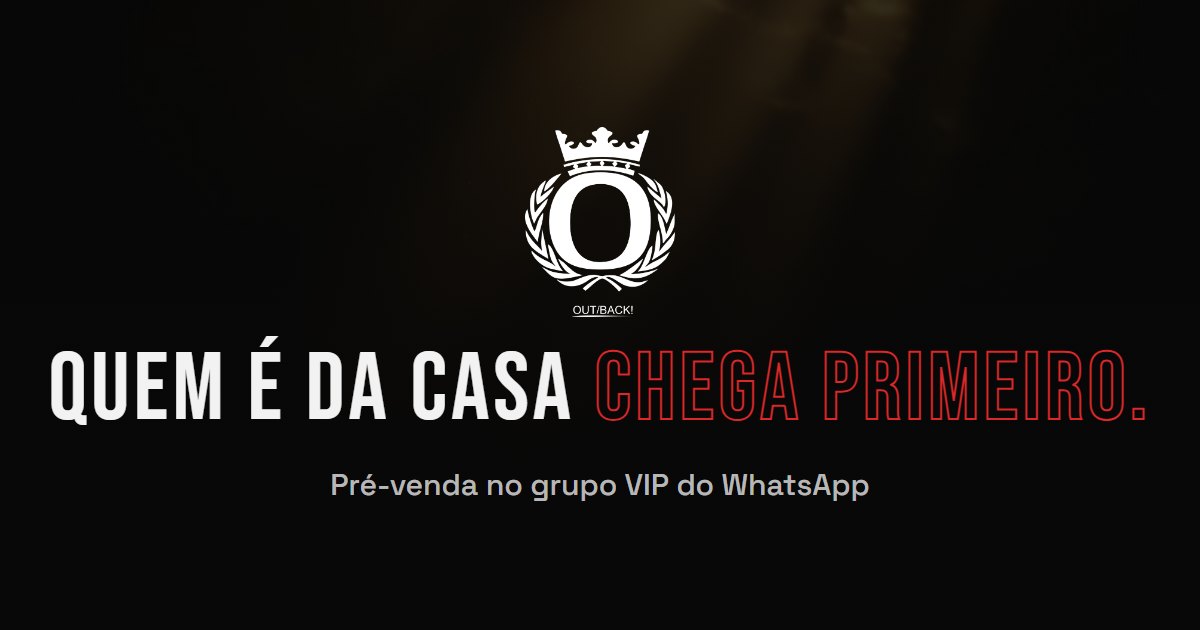 O
OUT/BACK!
QUEM É DA CASA CHEGA PRIMEIRO.
Pré-venda no grupo VIP do WhatsApp